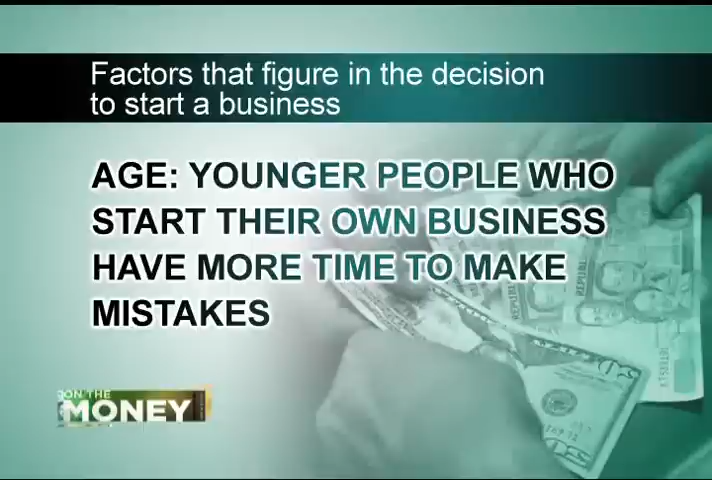 Factors that figure in the decision
to start a business
AGE: YOUNGER PEOPLE WHO
START THEIR OWN BUSINESS
HAVE MORE TIME TO MAKE
MISTAKES
ON THE
MONEY